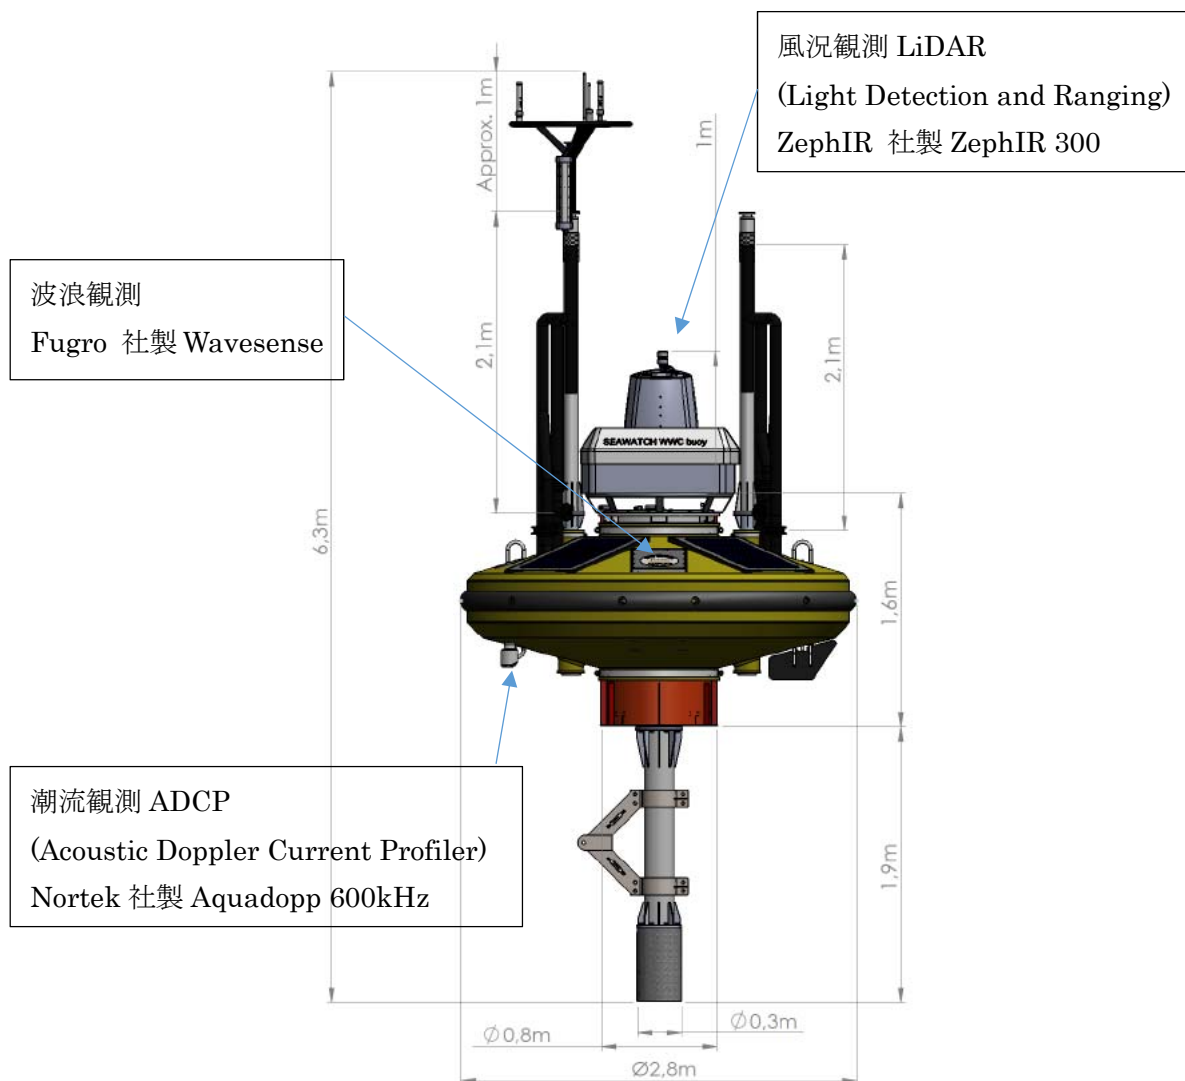 風況観測 LiDAR
(Light Detection and Ranging)
ZephIR 社製 ZephIR 300
Approx. 1m
1m
波浪観測
Fugro 社製 Wavesense
2,1m
2,1m
SEAWATCH WWC buoy
6,3m
1,6m
潮流観測 ADCP
(Acoustic Doppler Current Profiler)
Nortek 社製 Aquadopp 600kHz
1,9m
Ø0,8m
Ø0,3m
Ø2,8m